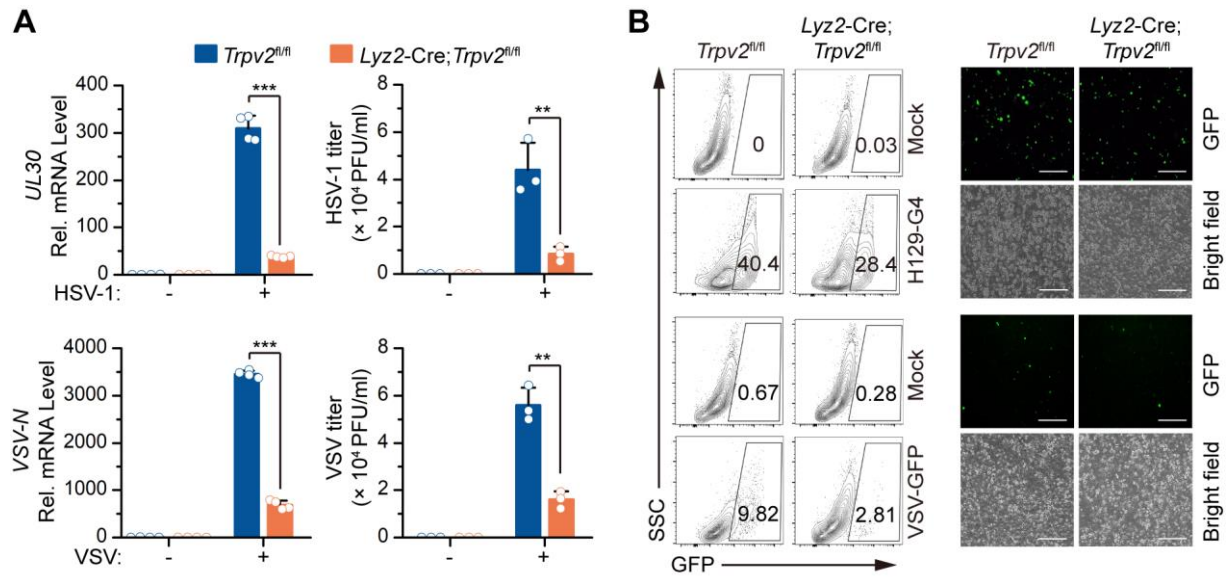 A
Trpv2fl/fl
Lyz2-Cre;Trpv2fl/fl
UL30
Rel. mRNA Level
400
300
200
100
0
HSV-1:
-
+
***
HSV-1 titer
(× 10⁴ PFU/ml)
8
6
4
2
0
-
+
**
VSV-N
Rel. mRNA Level
4000
3500
3000
2000
1000
0
VSV:
-
+
***
VSV titer
(× 10⁴ PFU/ml)
8
6
4
2
0
-
+
**
B
Trpv2fl/fl
Lyz2-Cre;
Trpv2fl/fl
0
0.03
Mock
40.4
28.4
H129-G4
0.67
0.28
Mock
9.82
2.81
VSV-GFP
SSC
GFP
Trpv2fl/fl
Lyz2-Cre;
Trpv2fl/fl
GFP
Bright field
GFP
Bright field